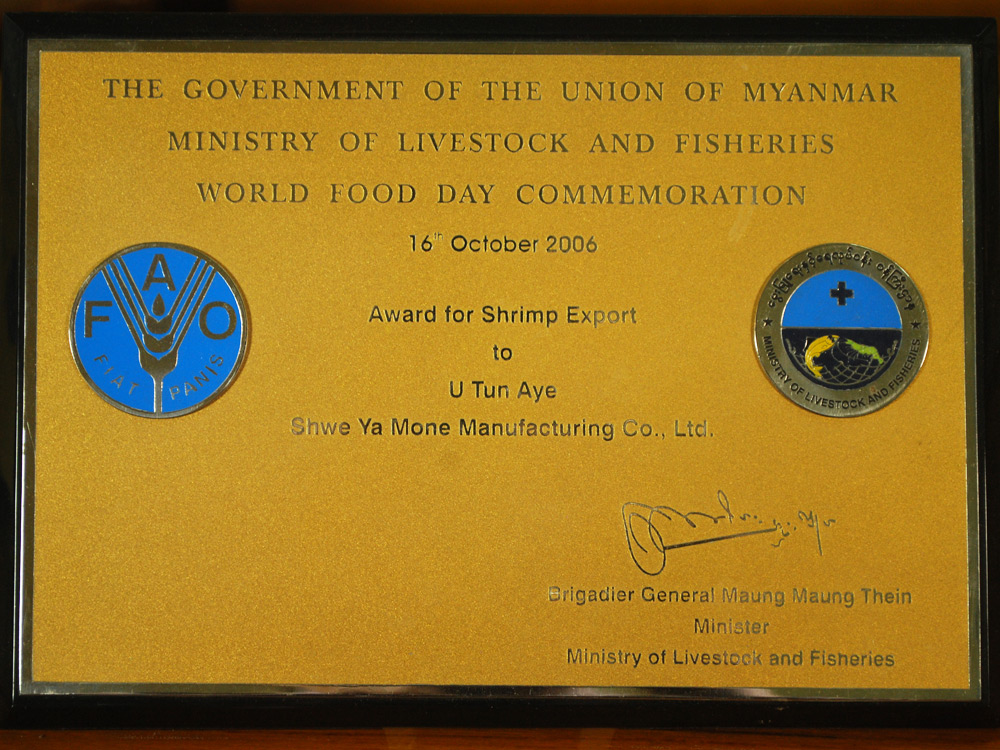 THE GOVERNMENT OF THE UNION OF MYANMAR
MINISTRY OF LIVESTOCK AND FISHERIES
WORLD FOOD DAY COMMEMORATION
16th October 2006
FAO
FIAT PANIS
MINISTRY OF LIVESTOCK AND FISHERIES
Award for Shrimp Export
to
U Tun Aye
Shwe Ya Mone Manufacturing Co., Ltd.
Brigadier General Maung Maung Thein
Minister
Ministry of Livestock and Fisheries